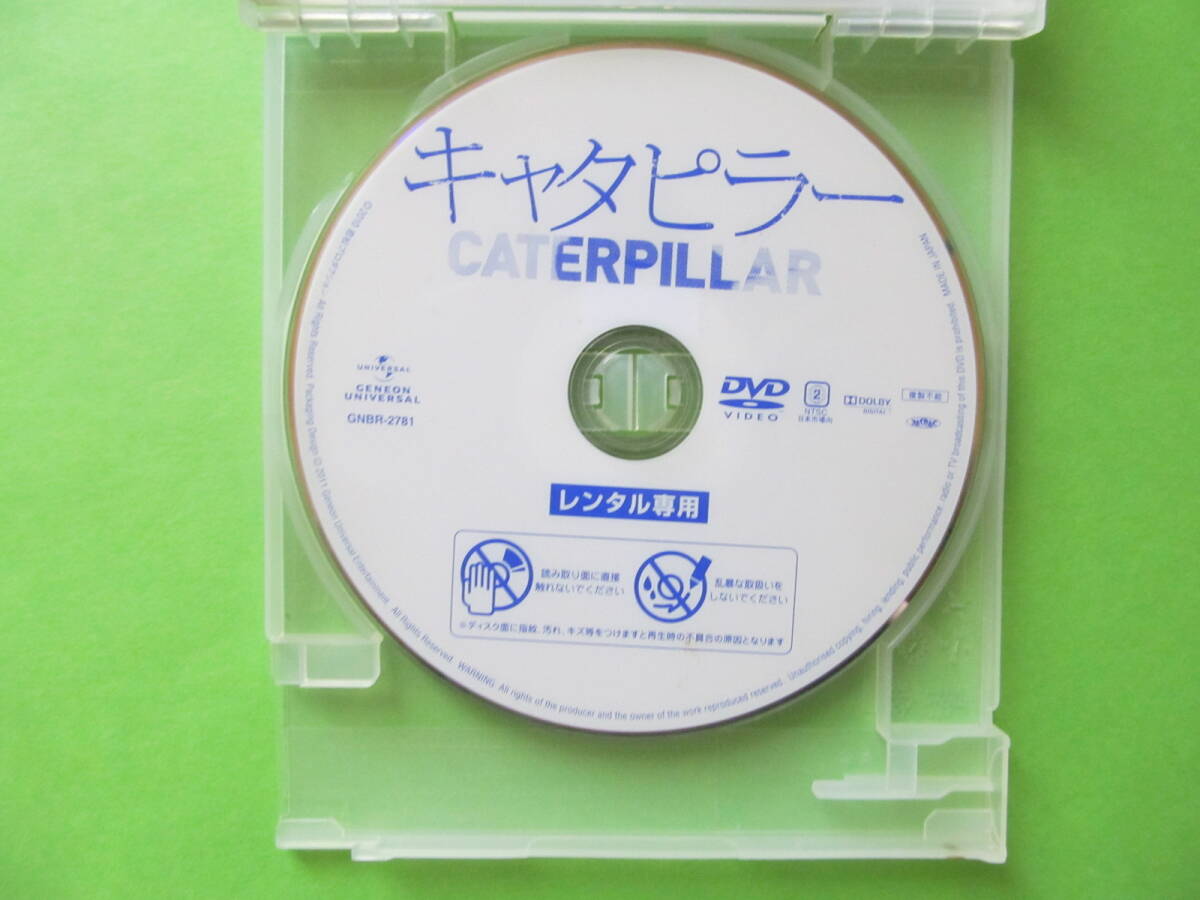 キャタピラー
CATERPILLAR
UNIVERSAL
GENEON
UNIVERSAL
GNBR-2781
DVD
VIDEO
2
NTSC
日本市場向
DOLBY
DIGITAL
複製不能
レンタル専用
読み取り面に直接
触れないでください
乱暴な取扱いを
しないでください
※ディスク面に指紋、汚れ、キズ等をつけますと再生時の不具合の原因となります
All Rights Reserved. Packaging Design © 2011 Geneon Universal Entertainment. All Rights Reserved. WARNING: All rights of the producer and the owner of the work reproduced reserved. Unauthorised copying, hiring, lending, public performance, radio or TV broadcasting of this DVD is prohibited. MADE IN JAPAN